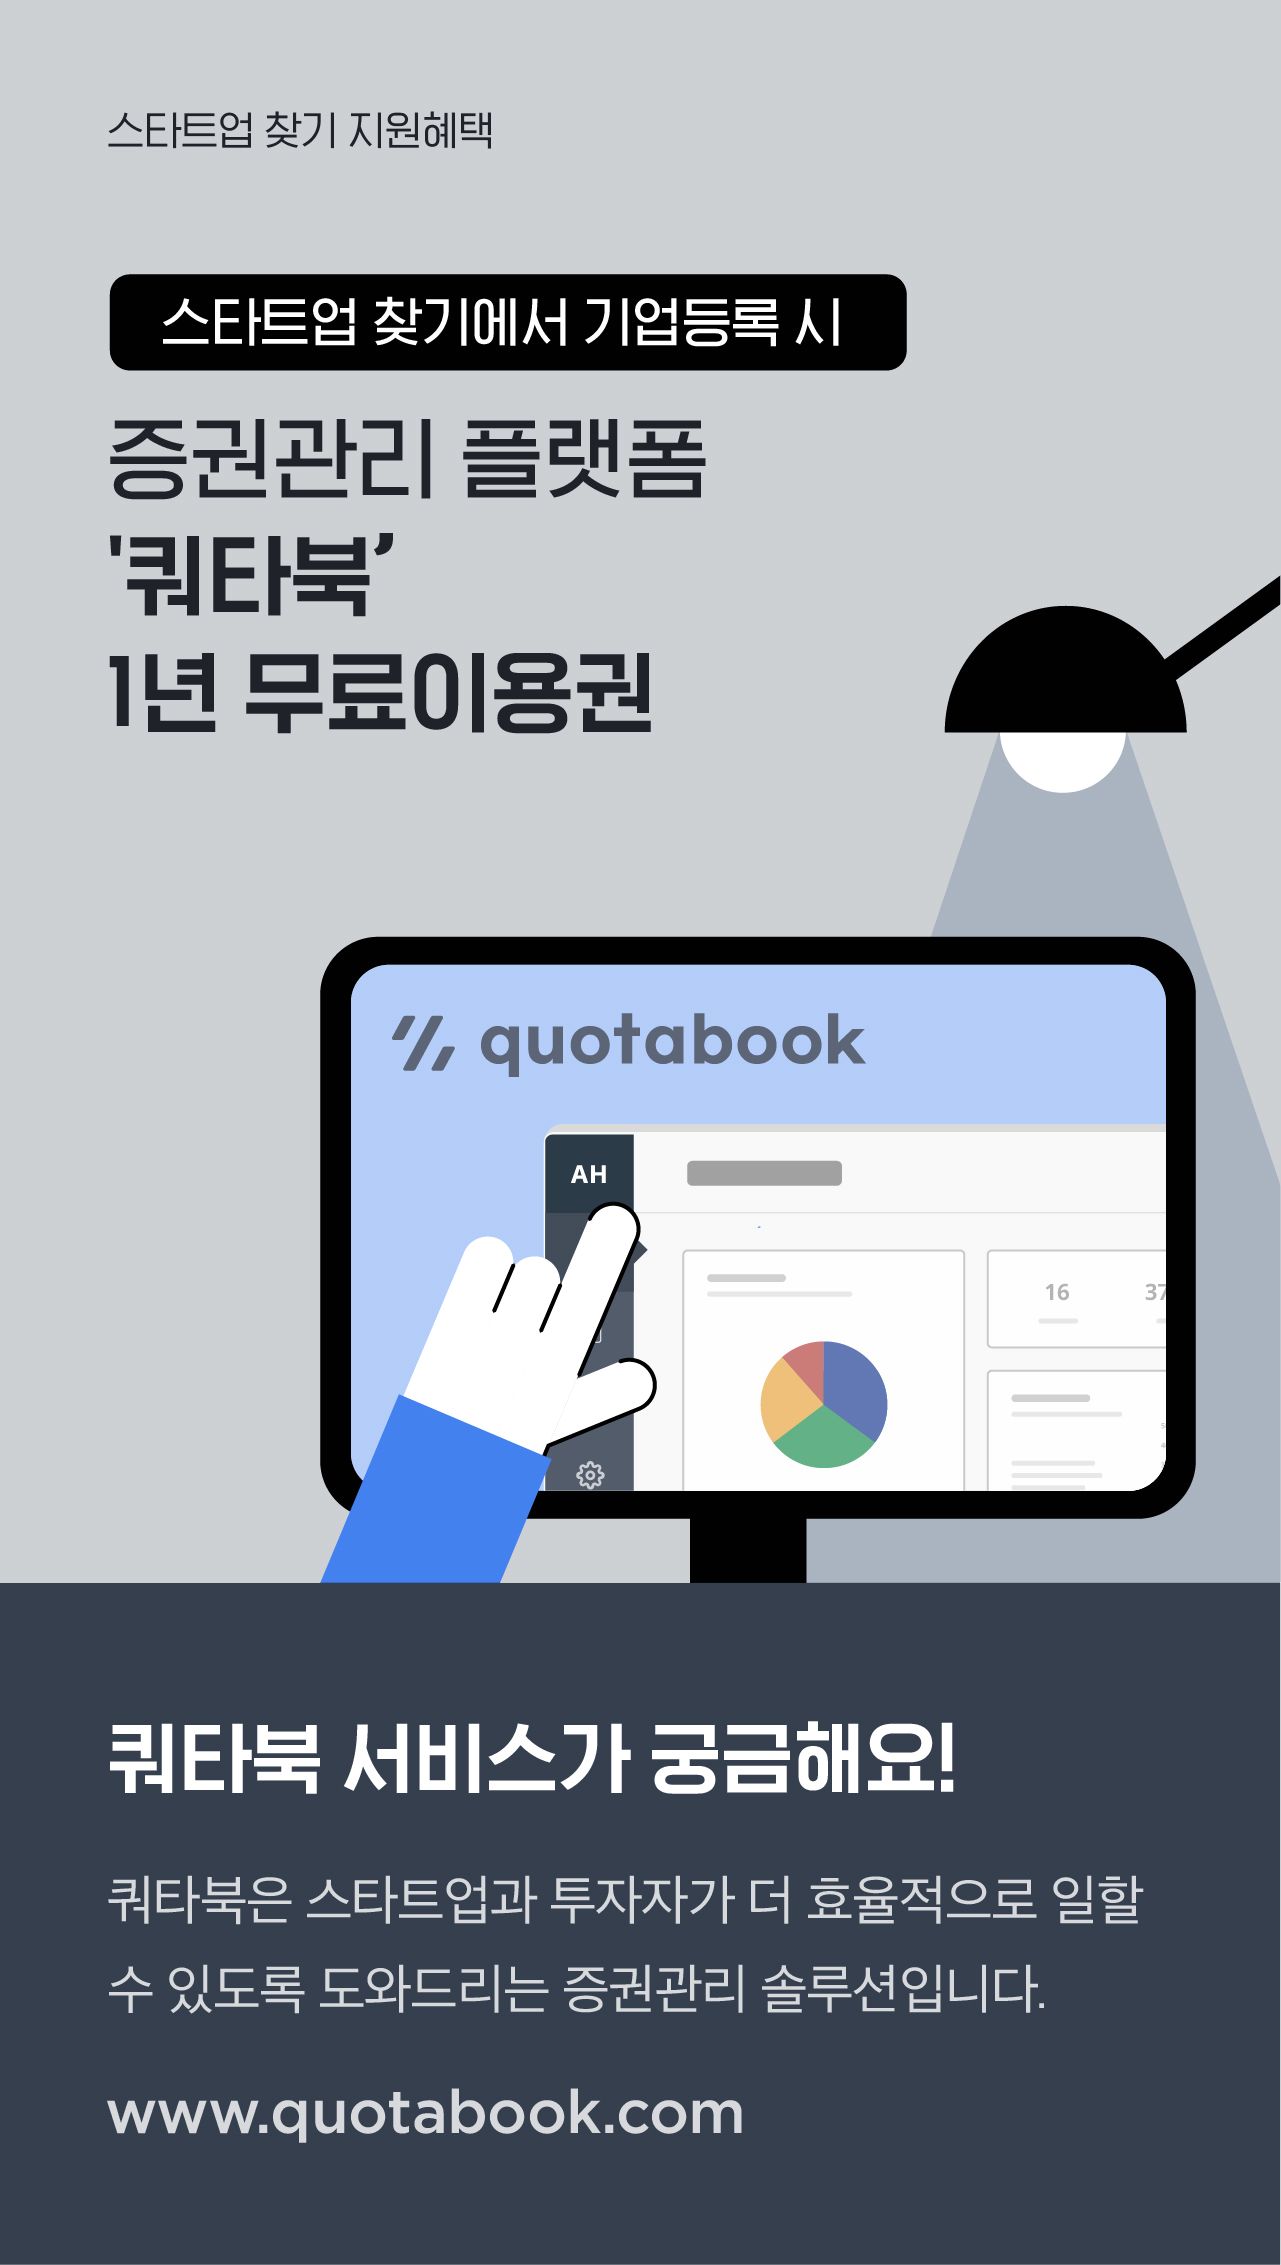 스타트업 찾기 지원혜택
스타트업 찾기에서 기업등록 시
증권관리 플랫폼
'쿼타북’
1년 무료이용권
quotabook
AH
16
37
쿼타북 서비스가 궁금해요!
쿼타북은 스타트업과 투자자가 더 효율적으로 일할
수 있도록 도와드리는 증권관리 솔루션입니다.
www.quotabook.com